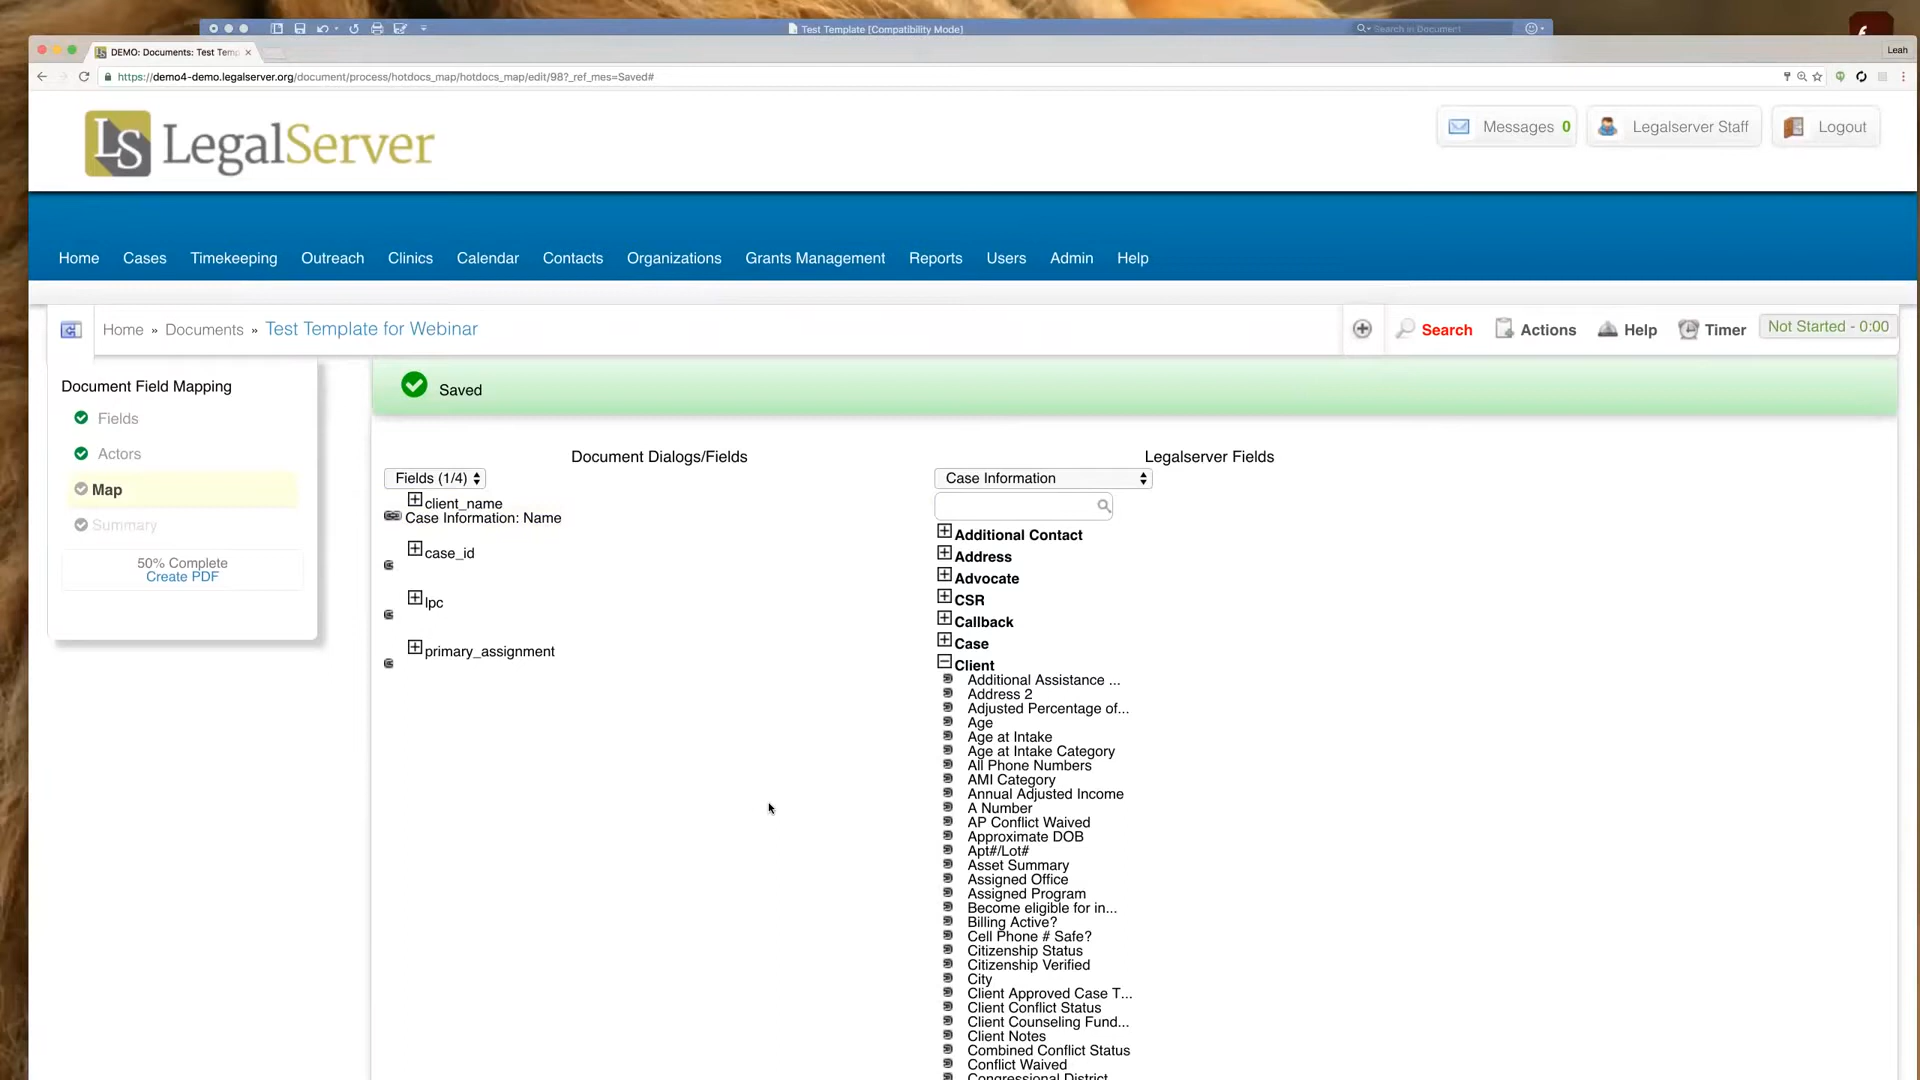 Test Template [Compatibility Mode]
Search in Document
DEMO: Documents: Test Temp
Leah
https://demo4-demo.legalserver.org/document/process/hotdocs_map/hotdocs_map/edit/98?_ref_mes=Saved#
LS LegalServer
Messages 0
Legalserver Staff
Logout
Home Cases Timekeeping Outreach Clinics Calendar Contacts Organizations Grants Management Reports Users Admin Help
Home » Documents » Test Template for Webinar
Search Actions Help Timer Not Started - 0:00
Document Field Mapping
Fields
Actors
Map
Summary
50% Complete
Create PDF
Saved
Document Dialogs/Fields
Fields (1/4)
client_name
Case Information: Name
case_id
lpc
primary_assignment
Legalserver Fields
Case Information
Additional Contact
Address
Advocate
CSR
Callback
Case
Client
Additional Assistance ...
Address 2
Adjusted Percentage of...
Age
Age at Intake
Age at Intake Category
All Phone Numbers
AMI Category
Annual Adjusted Income
A Number
AP Conflict Waived
Approximate DOB
Apt#/Lot#
Asset Summary
Assigned Office
Assigned Program
Become eligible for in...
Billing Active?
Cell Phone # Safe?
Citizenship Status
Citizenship Verified
City
Client Approved Case T...
Client Conflict Status
Client Counseling Fund...
Client Notes
Combined Conflict Status
Conflict Waived
Congressional District